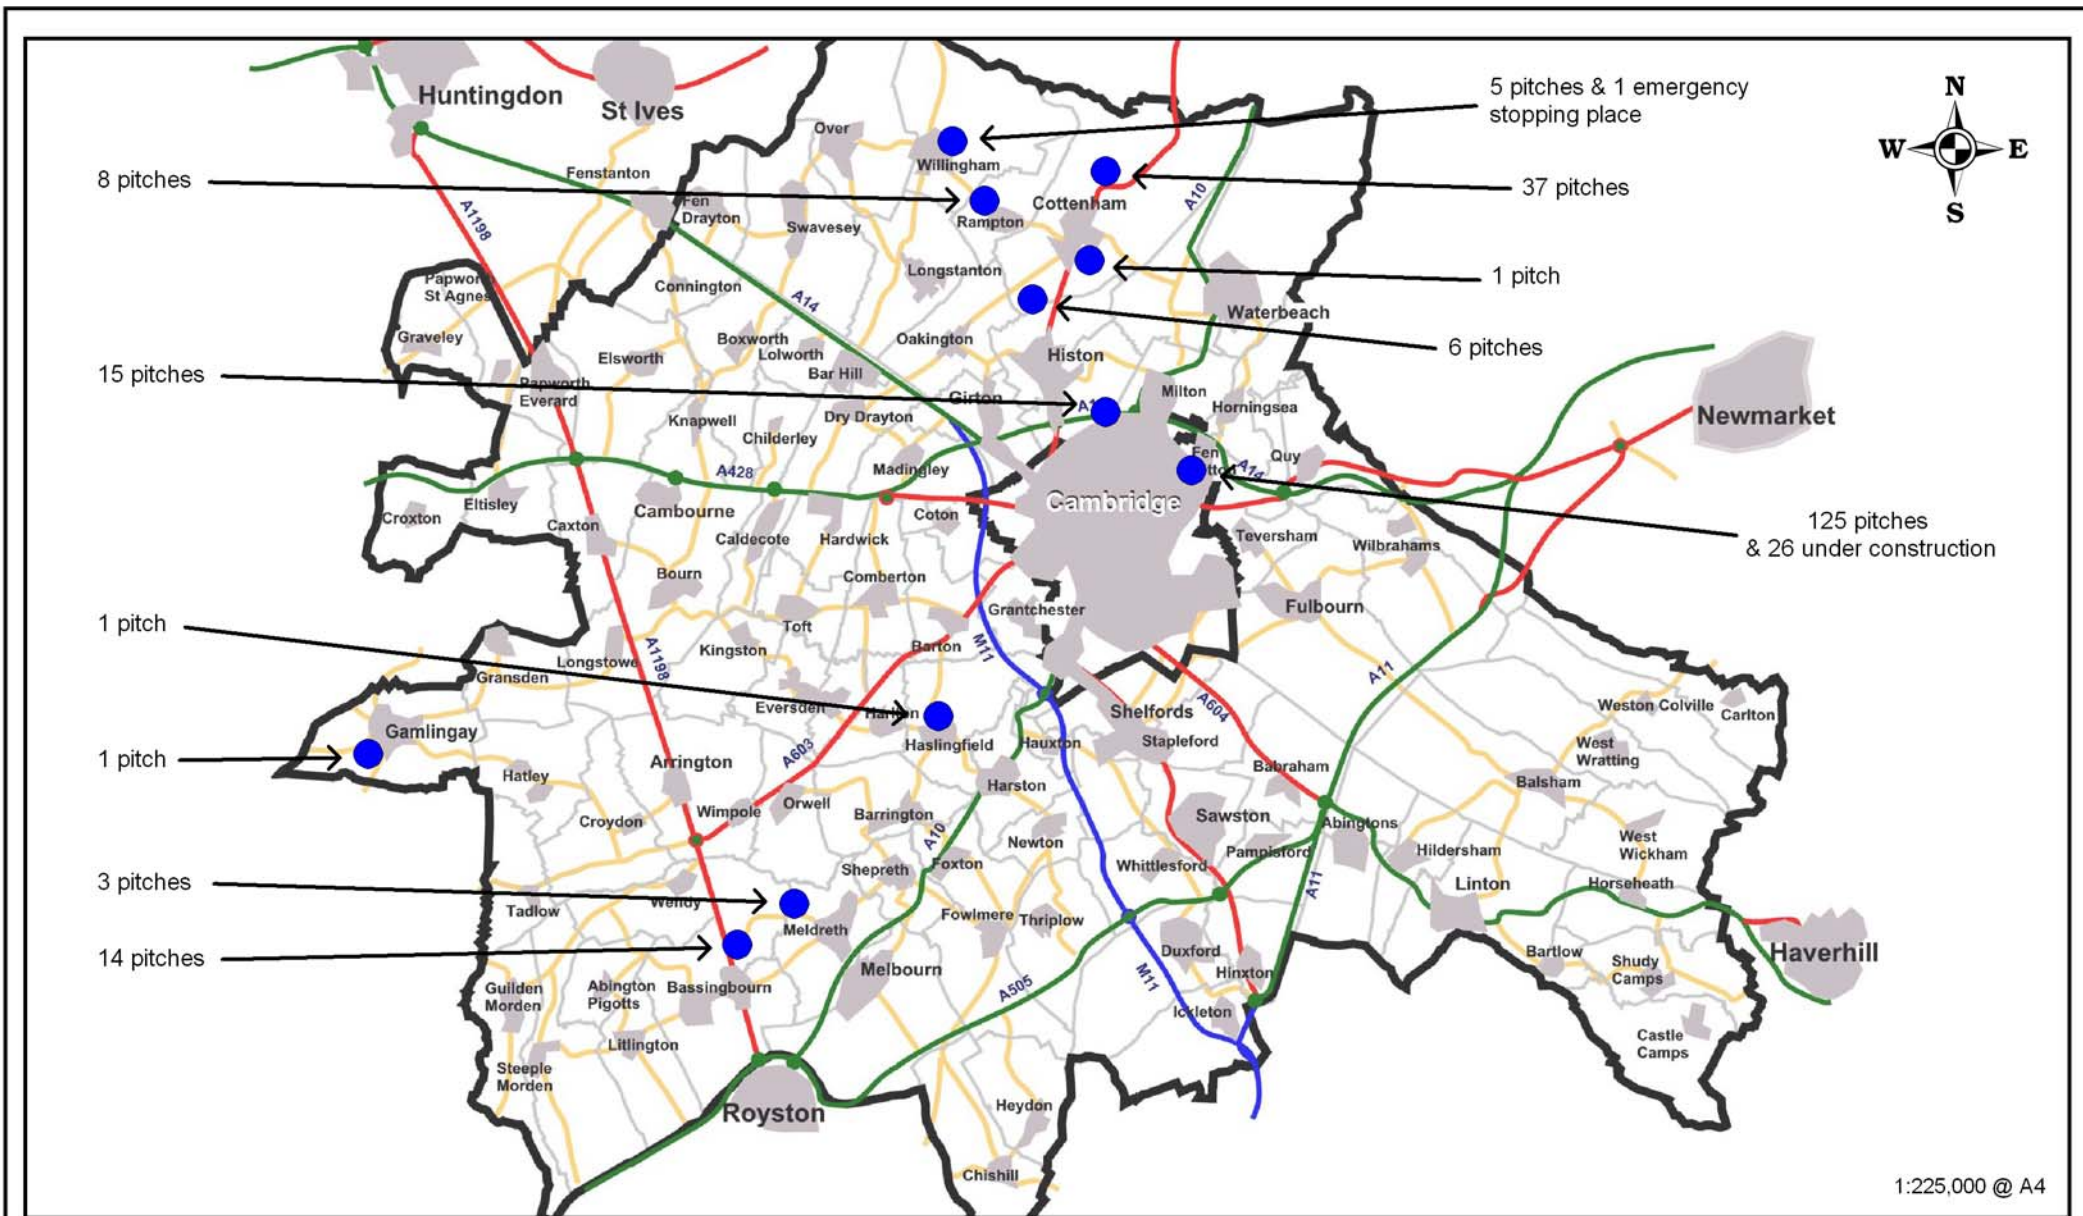 Huntingdon
St Ives
5 pitches & 1 emergency
stopping place
N
W E
S
Over
Willingham
Fenstanton
8 pitches
37 pitches
A1198
Fen
Drayton
Swavesey
Rampton
Cottenham
A10
Longstanton
1 pitch
Papworth
St Agnes
Connington
A14
Waterbeach
Graveley
Elsworth
Boxworth
Lolworth
Bar Hill
Oakington
Histon
6 pitches
15 pitches
Papworth
Everard
Knapwell
Childerley
Dry Drayton
Girton
Milton
Horningsea
Newmarket
A428
Madingley
Fen
Quy
A14
Croxton
Eltisley
Caxton
Cambourne
Caldecote
Hardwick
Coton
Cambridge
Teversham
Wilbrahams
125 pitches
& 26 under construction
Bourn
Comberton
Grantchester
Fulbourn
1 pitch
Toft
Kingston
Barton
M11
A1198
Longstowe
Gransden
Eversden
Haslingfield
Hauxton
Shelfords
Stapleford
A604
A11
Weston Colville
Carlton
Gamlingay
1 pitch
Hatley
Arrington
A603
Babraham
West
Wratting
Balsham
Croydon
Wimpole
Orwell
Barrington
Harston
A10
Newton
Sawston
Abingtons
Pampisford
Hildersham
West
Wickham
3 pitches
Tadlow
Wendy
Shepreth
Foxton
Whittlesford
A11
Linton
Horseheath
14 pitches
Meldreth
Fowlmere
Thriplow
Melbourn
Duxford
Hinxton
Bartlow
Shudy
Camps
Haverhill
Guilden
Morden
Abington
Pigotts
Bassingbourn
A505
M11
Ickleton
Litlington
Castle
Camps
Steeple
Morden
Royston
Heydon
Chishill
1:225,000 @ A4